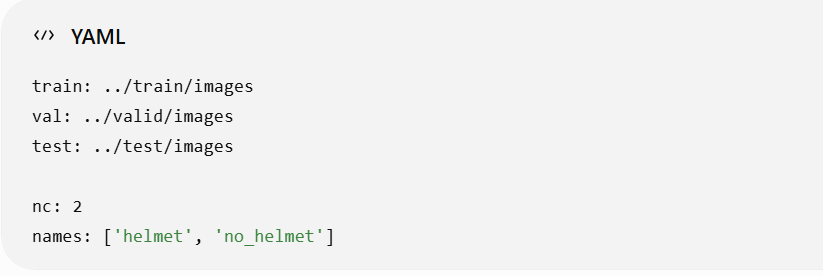 YAML
train: ../train/images
val: ../valid/images
test: ../test/images
nc: 2
names: ['helmet', 'no_helmet']